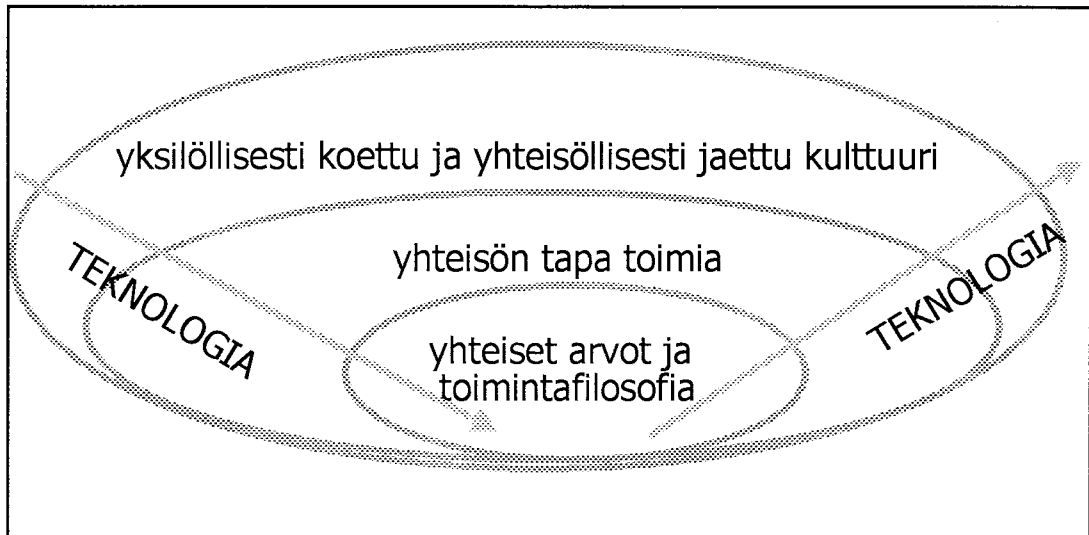 yksilöllisesti koettu ja yhteisöllisesti jaettu kulttuuri
yhteisön tapa toimia
TEKNOLOGIA
TEKNOLOGIA
yhteiset arvot ja
toimintafilosofia